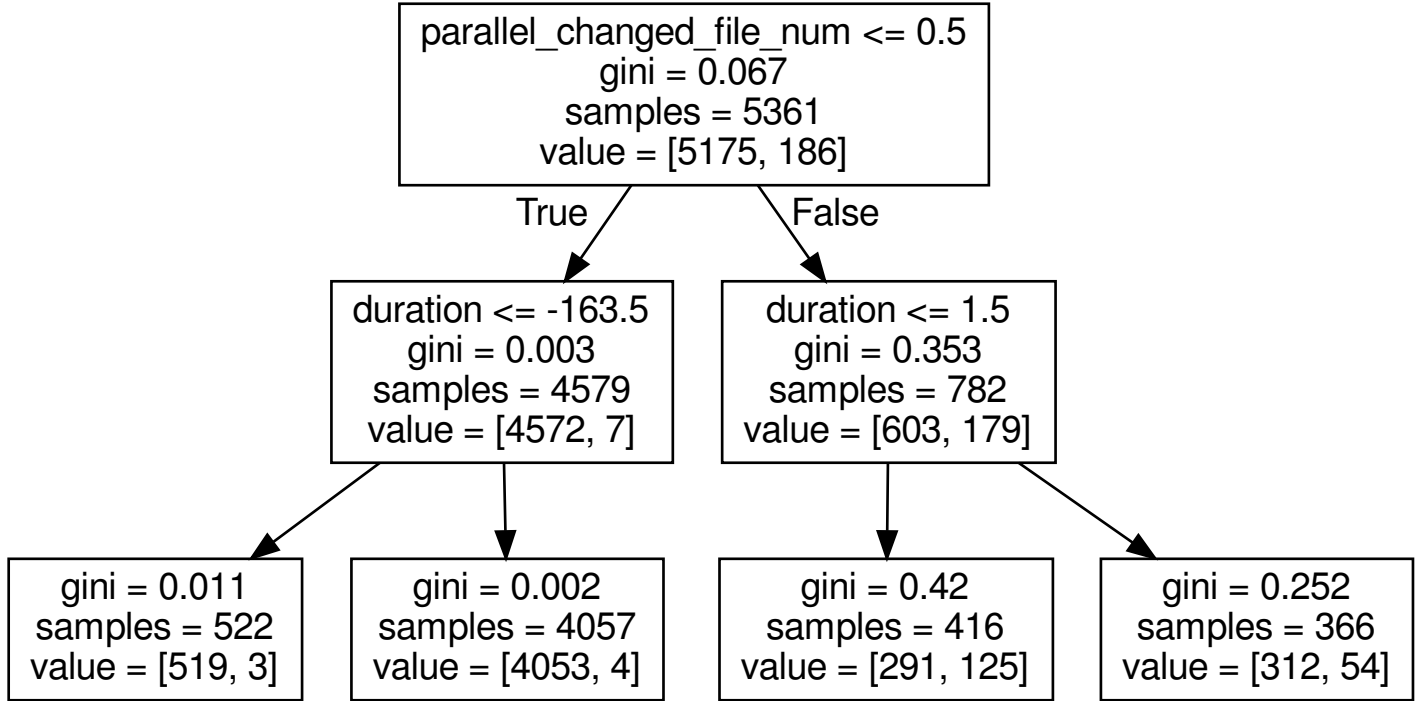 parallel_changed_file_num <= 0.5
gini = 0.067
samples = 5361
value = [5175, 186]
True
False
duration <= -163.5
gini = 0.003
samples = 4579
value = [4572, 7]
duration <= 1.5
gini = 0.353
samples = 782
value = [603, 179]
gini = 0.011
samples = 522
value = [519, 3]
gini = 0.002
samples = 4057
value = [4053, 4]
gini = 0.42
samples = 416
value = [291, 125]
gini = 0.252
samples = 366
value = [312, 54]